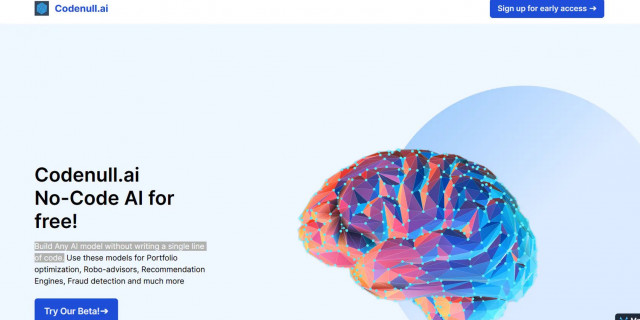 Codenull.ai
Sign up for early access ➔
Codenull.ai
No-Code AI for
free!
Build Any AI model without writing a single line
of code. Use these models for Portfolio
optimization, Robo-advisors, Recommendation
Engines, Fraud detection and much more
Try Our Beta!➔